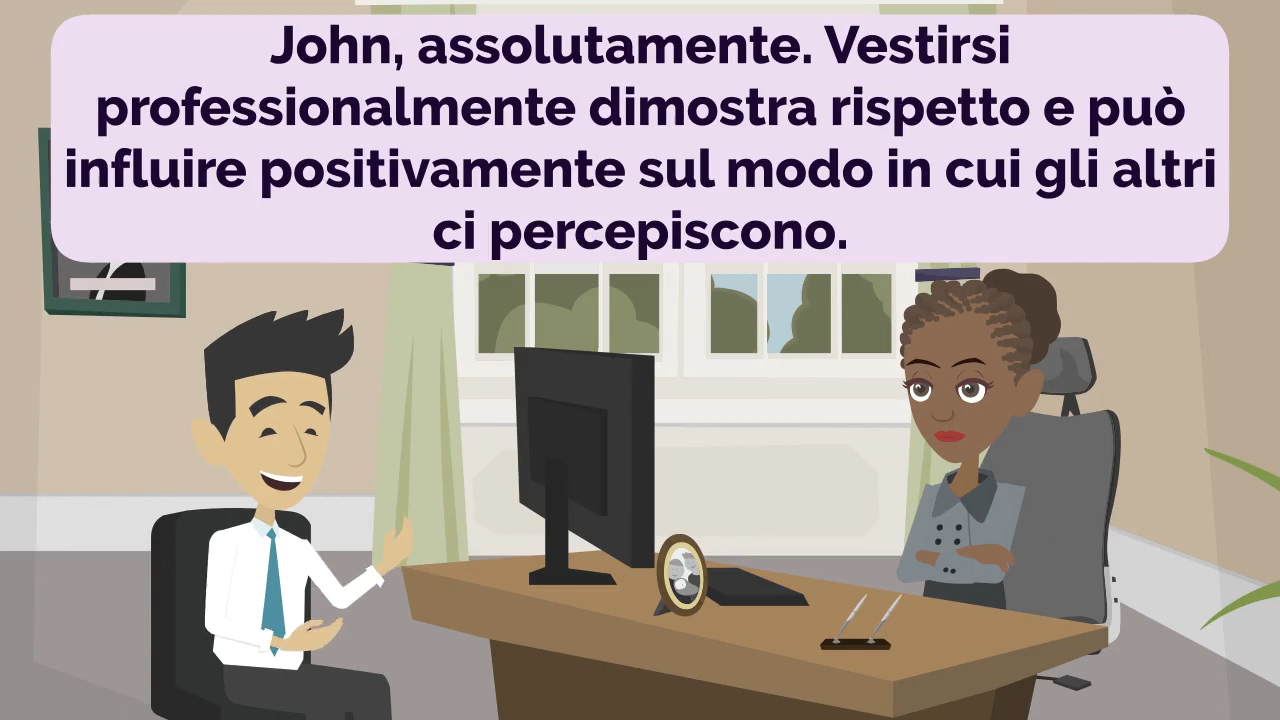 John, assolutamente. Vestirsi
professionalmente dimostra rispetto e può
influire positivamente sul modo in cui gli altri
ci percepiscono.